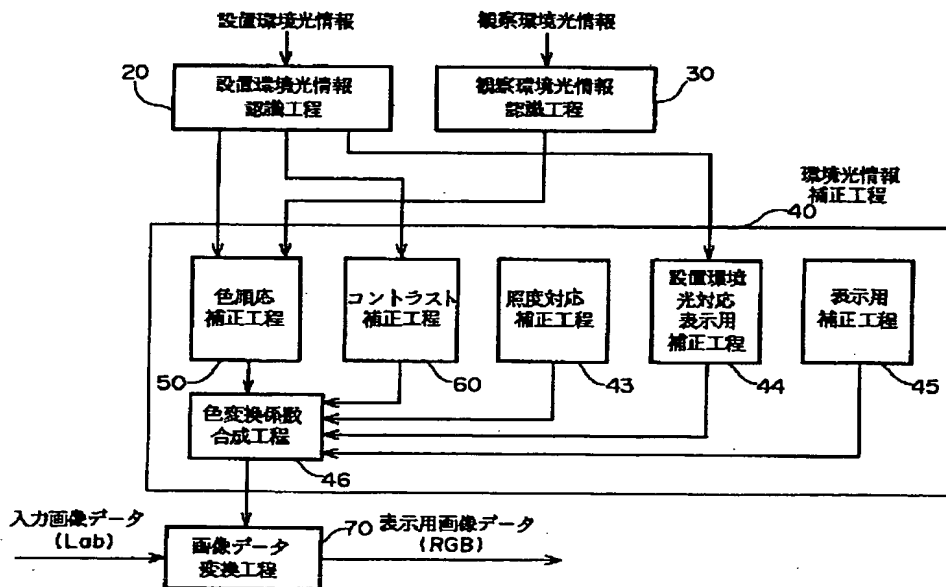 設置環境光情報
観察環境光情報
20
設置環境光情報
認識工程
観察環境光情報
認識工程
30
環境光情報
補正工程
40
色順応
補正工程
コントラスト
補正工程
照度対応
補正工程
設置環境
光対応
表示用
補正工程
表示用
補正工程
50
60
43
44
45
色変換係数
合成工程
46
入力画像データ
(Lab)
画像データ
変換工程
70
表示用画像データ
(RGB)